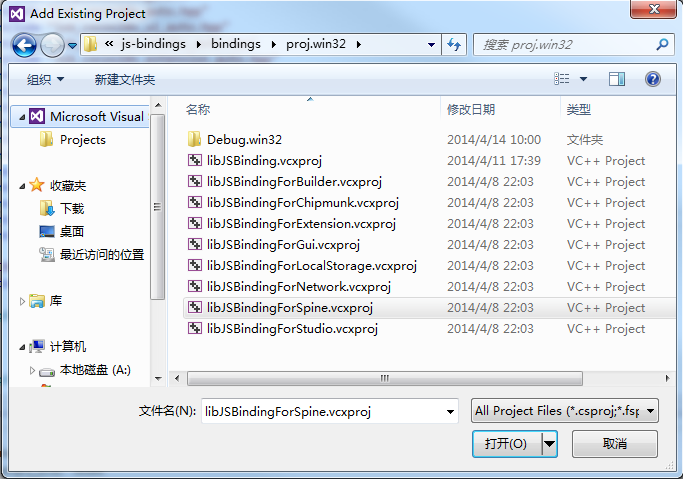 Add Existing Project
« js-bindings bindings proj.win32
搜索 proj.win32
组织 新建文件夹
名称 修改日期 类型
Microsoft Visual
Projects
收藏夹
下载
桌面
最近访问的位置
库
计算机
本地磁盘 (A:)
Debug.win32 2014/4/14 10:00 文件夹
libJSBinding.vcxproj 2014/4/11 17:39 VC++ Project
libJSBindingForBuilder.vcxproj 2014/4/8 22:03 VC++ Project
libJSBindingForChipmunk.vcxproj 2014/4/8 22:03 VC++ Project
libJSBindingForExtension.vcxproj 2014/4/8 22:03 VC++ Project
libJSBindingForGui.vcxproj 2014/4/8 22:03 VC++ Project
libJSBindingForLocalStorage.vcxproj 2014/4/8 22:03 VC++ Project
libJSBindingForNetwork.vcxproj 2014/4/8 22:03 VC++ Project
libJSBindingForSpine.vcxproj 2014/4/8 22:03 VC++ Project
libJSBindingForStudio.vcxproj 2014/4/8 22:03 VC++ Project
文件名(N): libJSBindingForSpine.vcxproj All Project Files (*.csproj;*.fsp
打开(O) 取消